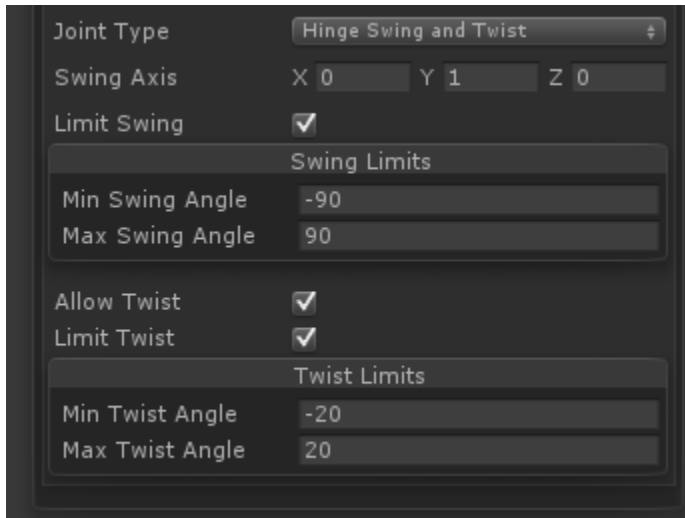 Joint Type Hinge Swing and Twist
Swing Axis X 0 Y 1 Z 0
Limit Swing
Swing Limits
Min Swing Angle -90
Max Swing Angle 90
Allow Twist
Limit Twist
Twist Limits
Min Twist Angle -20
Max Twist Angle 20